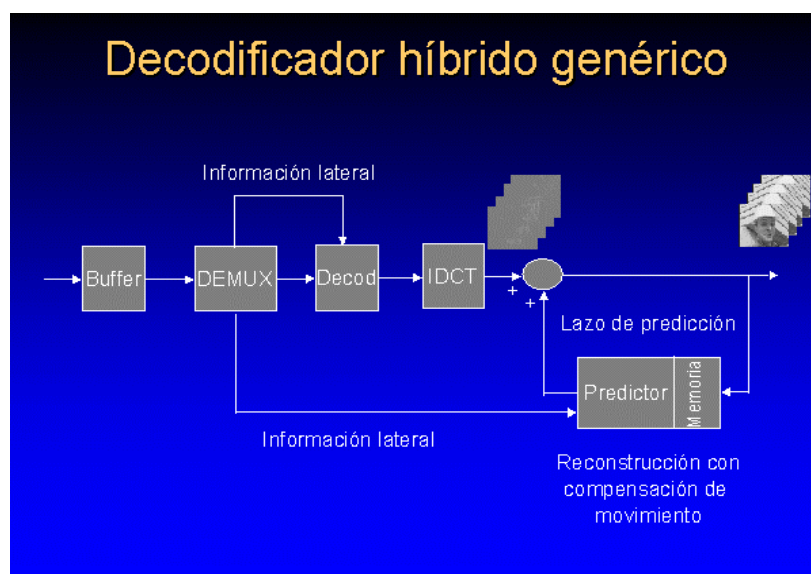 Decodificador híbrido genérico
Información lateral
Buffer
DEMUX
Decod
IDCT
+
+
Lazo de predicción
Predictor
Memoria
Información lateral
Reconstrucción con
compensación de
movimiento